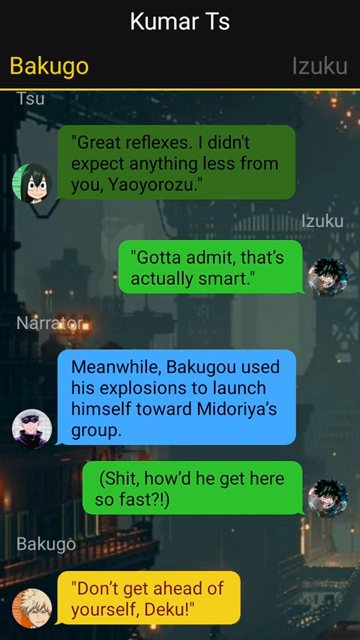 Kumar Ts
Bakugo
Izuku
Tsu
"Great reflexes. I didn't
expect anything less from
you, Yaoyorozu."
Izuku
"Gotta admit, that’s
actually smart."
Narrator
Meanwhile, Bakugou used
his explosions to launch
himself toward Midoriya’s
group.
(Shit, how’d he get here
so fast?!)
Bakugo
"Don’t get ahead of
yourself, Deku!"